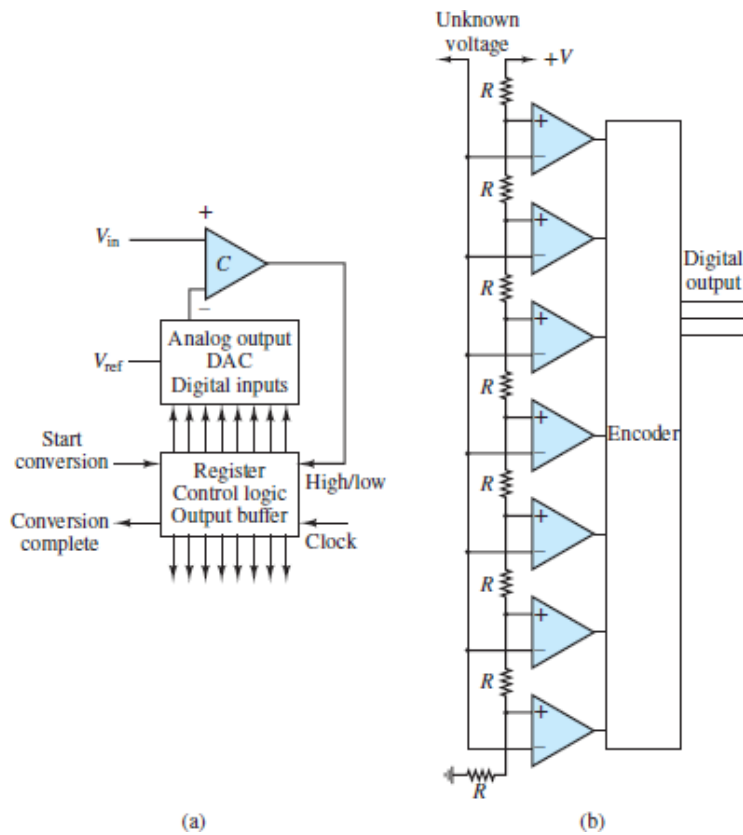 V_in
+
C
−
V_ref
Analog output
DAC
Digital inputs
Start
conversion
Register
Control logic
Output buffer
High/low
Conversion
complete
Clock
(a)
Unknown
voltage
+V
R
+
−
R
+
−
R
+
−
R
+
−
R
+
−
R
+
−
R
+
−
R
Encoder
Digital
output
(b)